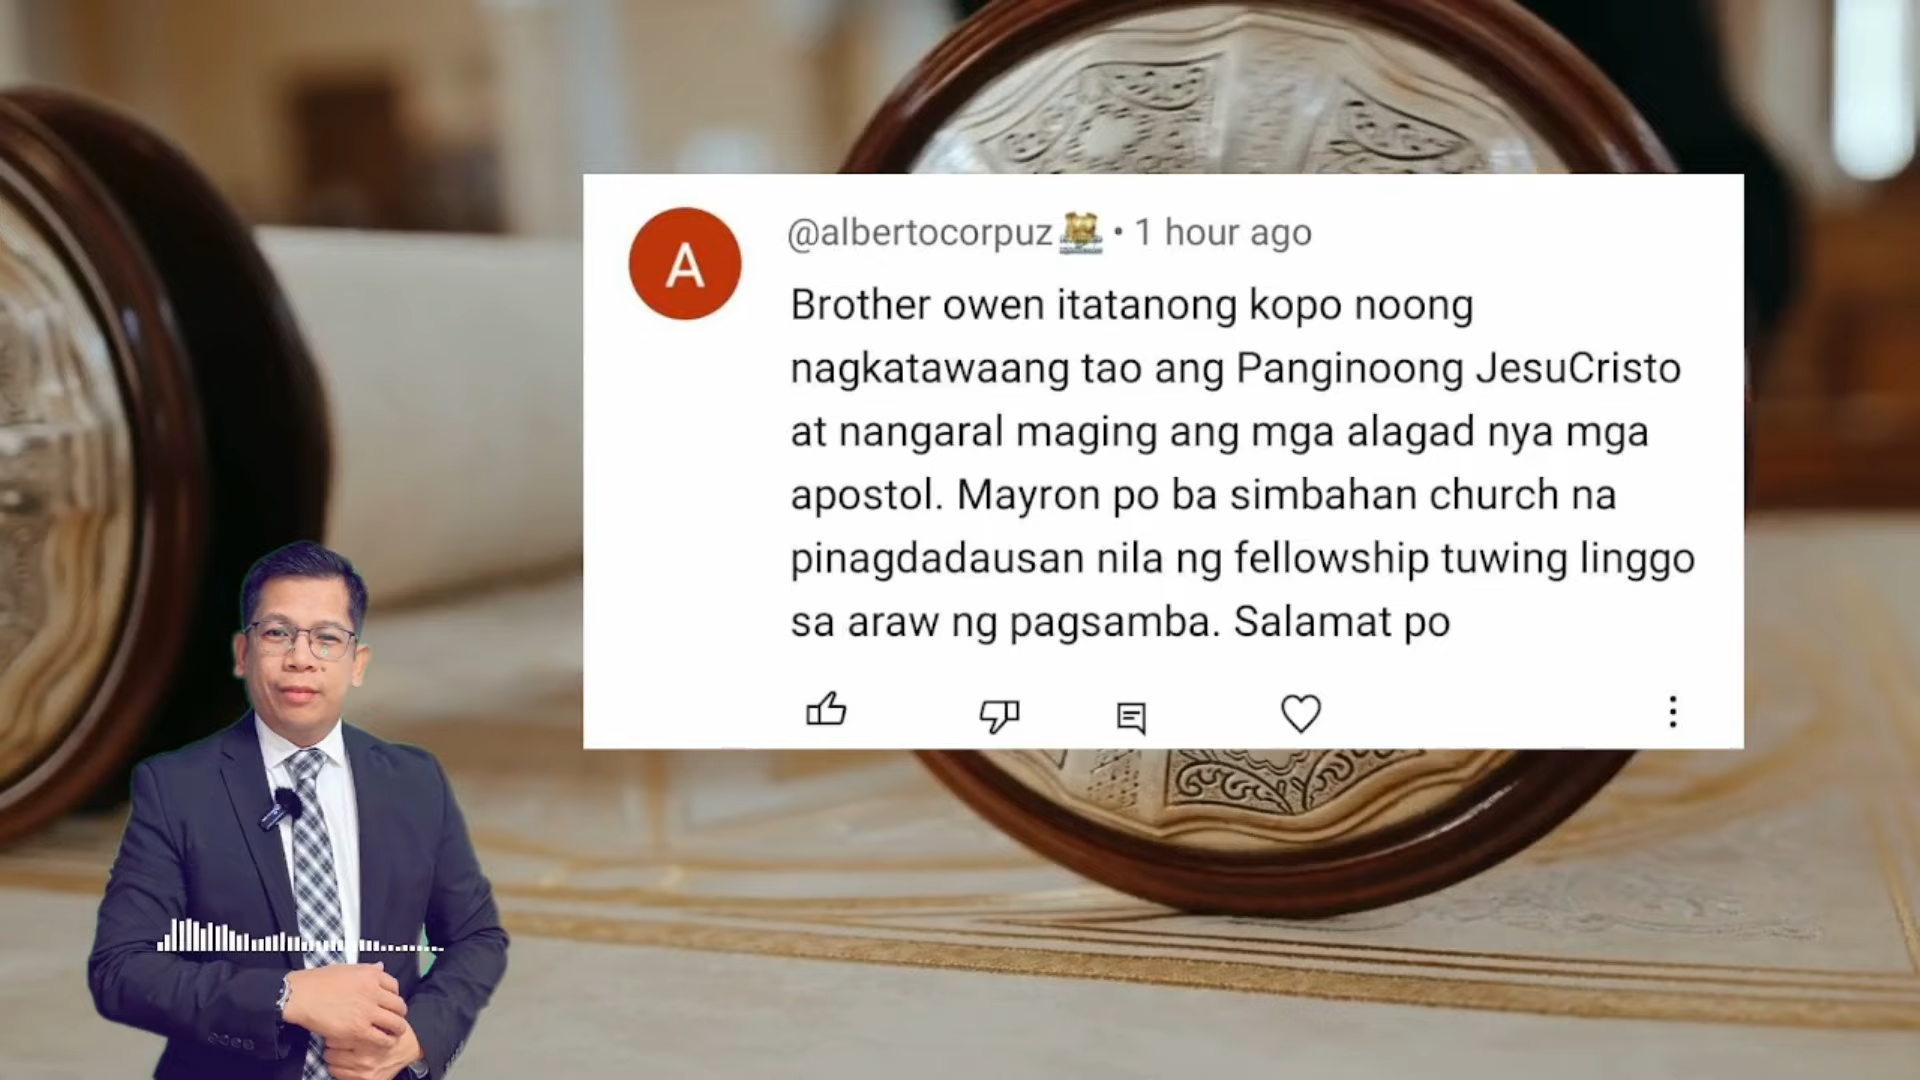 @albertocorpuz • 1 hour ago
A
Brother owen itatanong kopo noong
nagkatawaang tao ang Panginoong JesuCristo
at nangaral maging ang mga alagad nya mga
apostol. Mayron po ba simbahan church na
pinagdadausan nila ng fellowship tuwing linggo
sa araw ng pagsamba. Salamat po